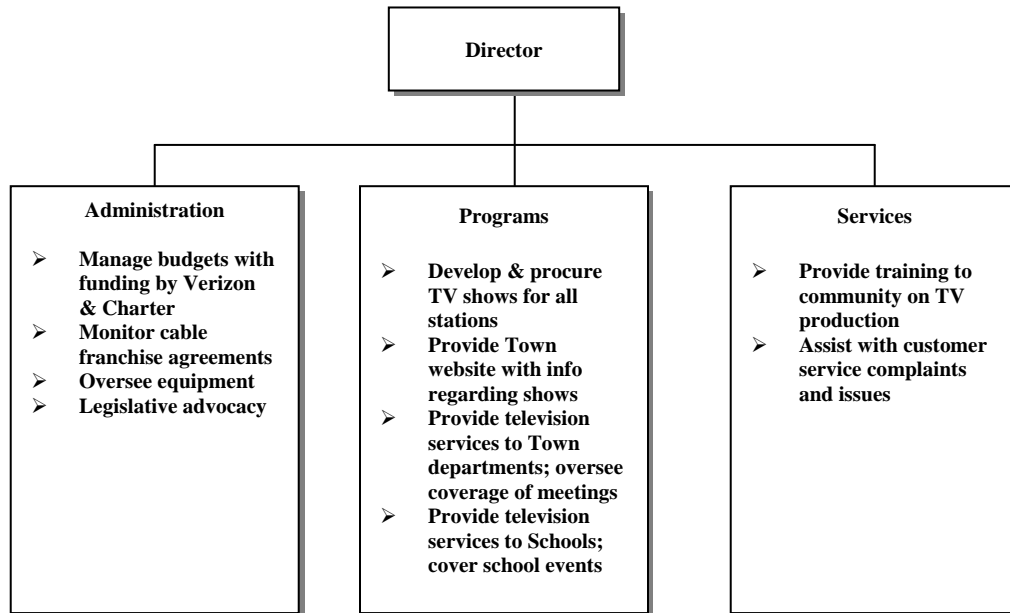 Director
Administration
➢ Manage budgets with
funding by Verizon
& Charter
➢ Monitor cable
franchise agreements
➢ Oversee equipment
➢ Legislative advocacy
Programs
➢ Develop & procure
TV shows for all
stations
➢ Provide Town
website with info
regarding shows
➢ Provide television
services to Town
departments; oversee
coverage of meetings
➢ Provide television
services to Schools;
cover school events
Services
➢ Provide training to
community on TV
production
➢ Assist with customer
service complaints
and issues